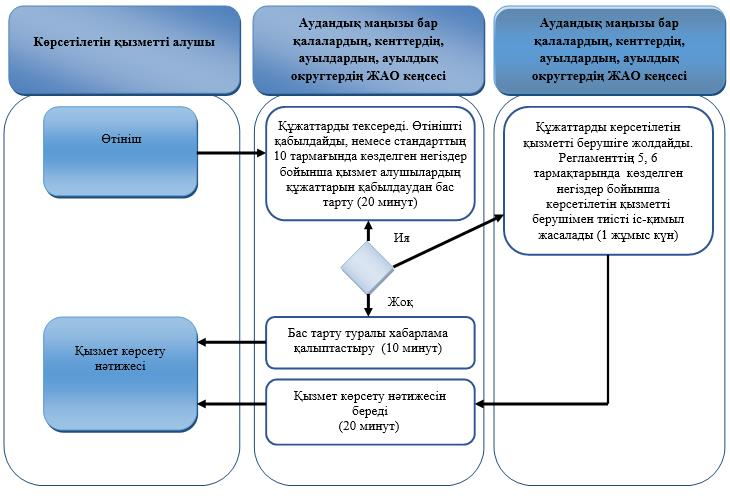 Көрсетілетін қызметті алушы
Аудандық маңызы бар
қалалардың, кенттердің,
ауылдардың, ауылдық
округтердің ЖАО кеңсесі
Аудандық маңызы бар
қалалардың, кенттердің,
ауылдардың, ауылдық
округтердің ЖАО кеңсесі
Өтініш
Құжаттарды тексереді. Өтінішті
қабылдайды, немесе стандарттың
10 тармағында көзделген негіздер
бойынша қызмет алушылардың
құжаттарын қабылдаудан бас
тарту (20 минут)
Құжаттарды көрсетілетін
қызметті берушіге жолдайды.
Регламенттің 5, 6
тармақтарында көзделген
негіздер бойынша
көрсетілетін қызметті
берушімен тиісті іс-қимыл
жасалады (1 жұмыс күн)
Ия
Жоқ
Қызмет көрсету
нәтижесі
Бас тарту туралы хабарлама
қалыптастыру (10 минут)
Қызмет көрсету нәтижесін
береді
(20 минут)